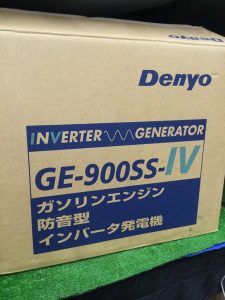 Denyo
INVERTER GENERATOR
GE-900SS-IV
ガソリンエンジン
防音型
インバータ発電機